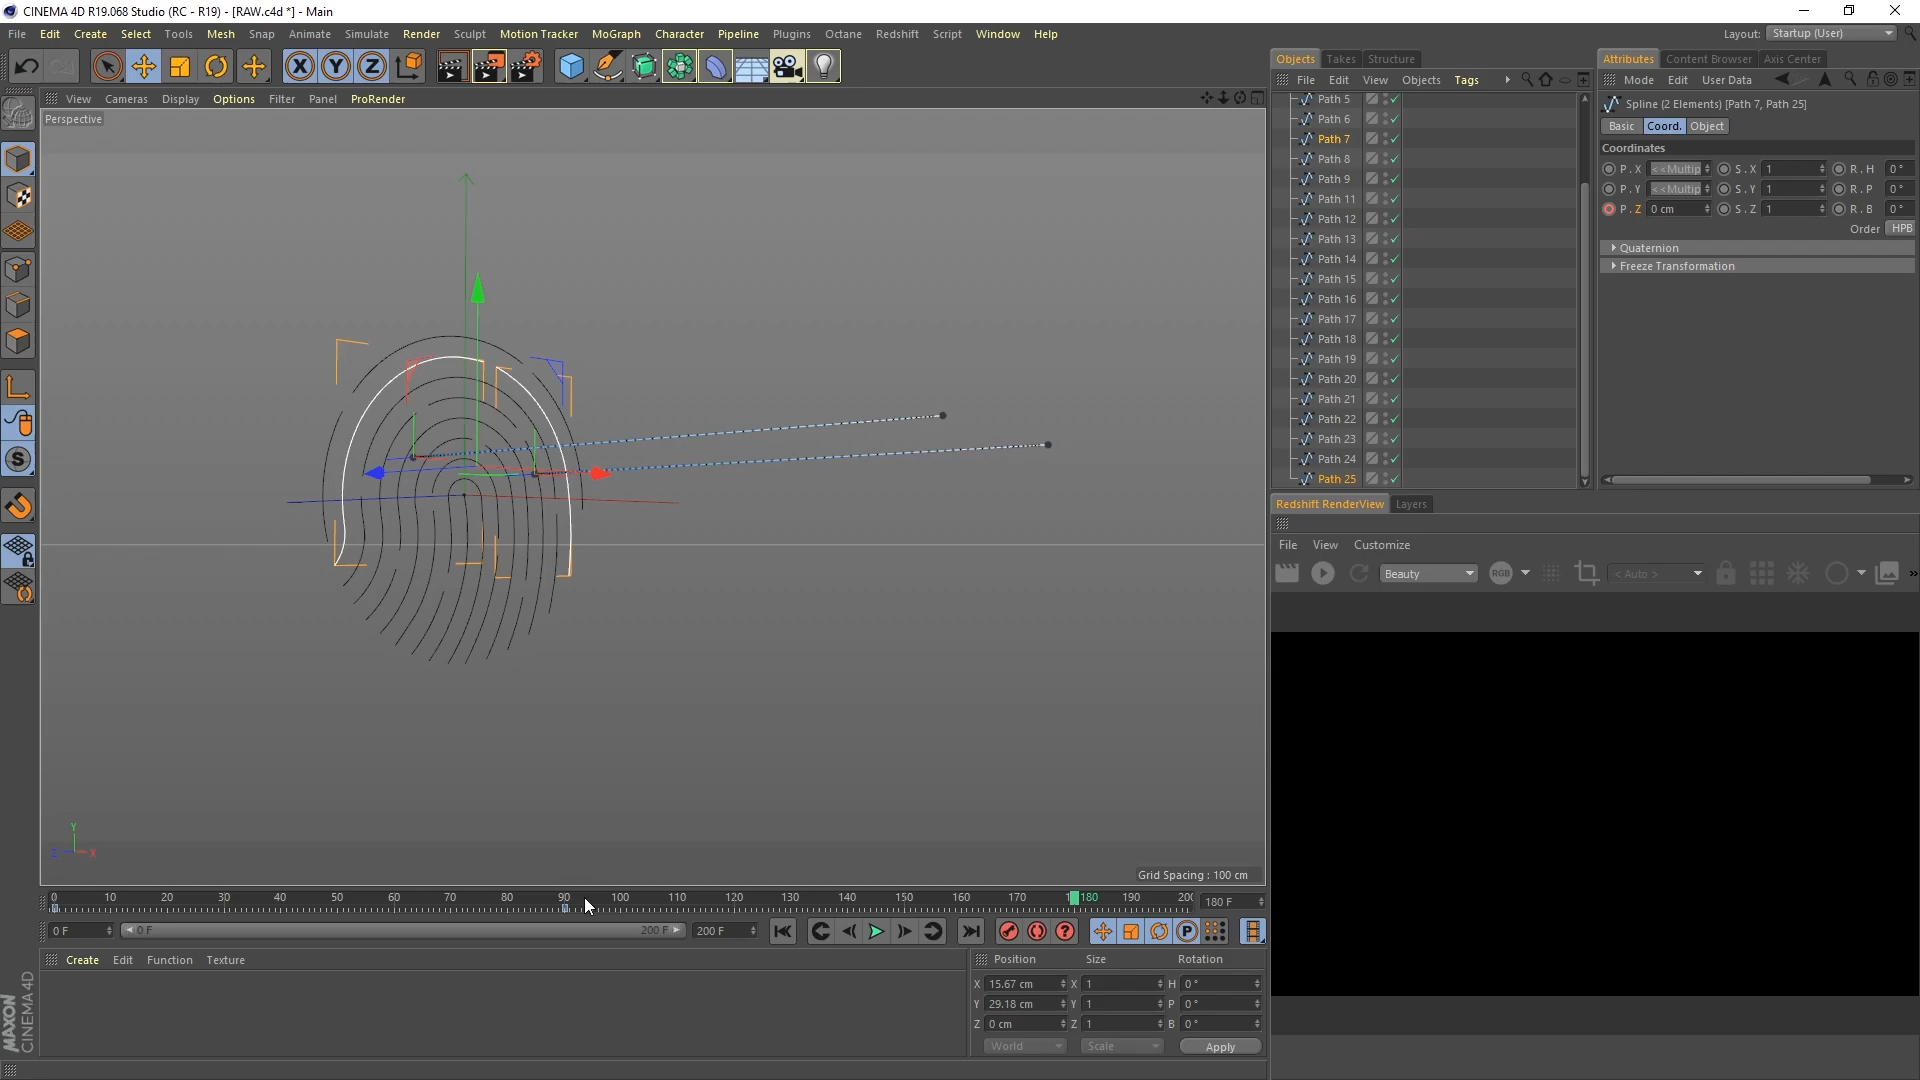 CINEMA 4D R19.068 Studio (RC - R19) - [RAW.c4d *] - Main
File Edit Create Select Tools Mesh Snap Animate Simulate Render Sculpt Motion Tracker MoGraph Character Pipeline Plugins Octane Redshift Script Window Help
Layout: Startup (User)
Objects Takes Structure
Attributes Content Browser Axis Center
File Edit View Objects Tags
Mode Edit User Data
View Cameras Display Options Filter Panel ProRender
Perspective
Path 5
Path 6
Path 7
Path 8
Path 9
Path 11
Path 12
Path 13
Path 14
Path 15
Path 16
Path 17
Path 18
Path 19
Path 20
Path 21
Path 22
Path 23
Path 24
Path 25
Spline (2 Elements) [Path 7, Path 25]
Basic Coord. Object
Coordinates
P . X <<Multip S . X 1 R . H 0 °
P . Y <<Multip S . Y 1 R . P 0 °
P . Z 0 cm S . Z 1 R . B 0 °
Order HPB
Quaternion
Freeze Transformation
Redshift RenderView Layers
File View Customize
Beauty RGB < Auto >
Y
Z X
Grid Spacing : 100 cm
0 10 20 30 40 50 60 70 80 90 100 110 120 130 140 150 160 170 180 190 200 180 F
0 F 0 F 200 F 200 F
Create Edit Function Texture
Position Size Rotation
X 15.67 cm X 1 H 0 °
Y 29.18 cm Y 1 P 0 °
Z 0 cm Z 1 B 0 °
World Scale Apply
MAXON
CINEMA 4D